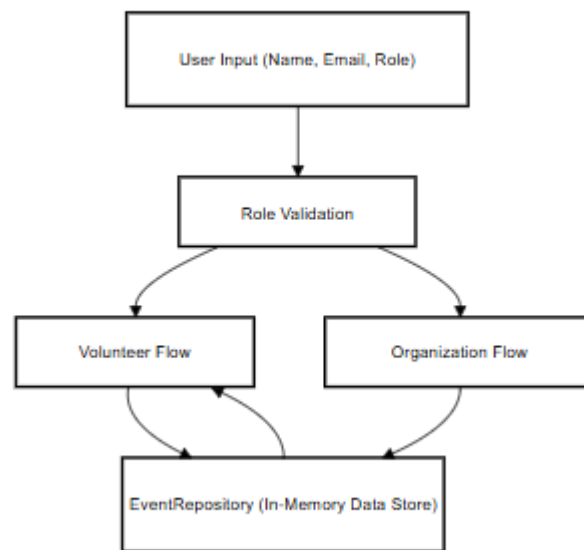 User Input (Name, Email, Role)
Role Validation
Volunteer Flow
Organization Flow
EventRepository (In-Memory Data Store)